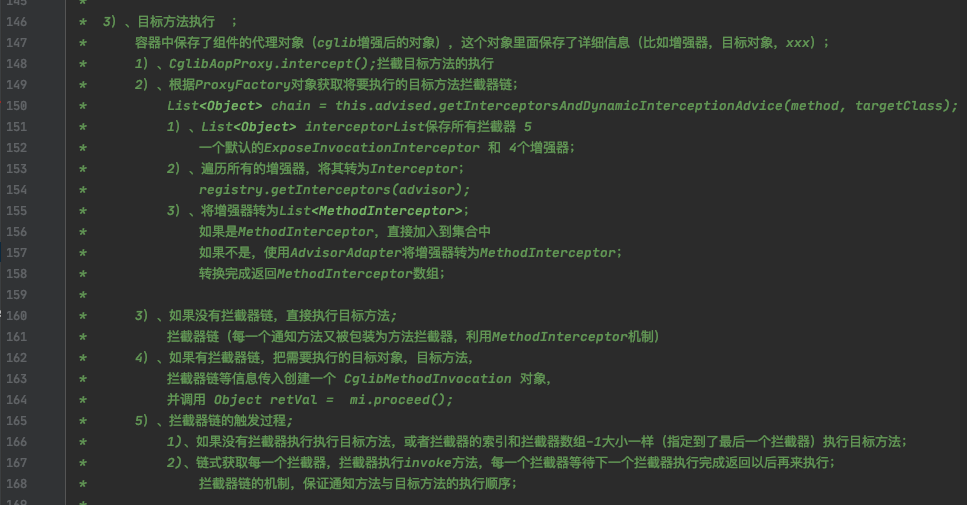 146 * 3）、目标方法执行 ；
147 * 容器中保存了组件的代理对象（cglib增强后的对象），这个对象里面保存了详细信息（比如增强器，目标对象，xxx）；
148 * 1）、CglibAopProxy.intercept();拦截目标方法的执行
149 * 2）、根据ProxyFactory对象获取将要执行的目标方法拦截器链；
150 * List<Object> chain = this.advised.getInterceptorsAndDynamicInterceptionAdvice(method, targetClass);
151 * 1）、List<Object> interceptorList保存所有拦截器 5
152 * 一个默认的ExposeInvocationInterceptor 和 4个增强器；
153 * 2）、遍历所有的增强器，将其转为Interceptor；
154 * registry.getInterceptors(advisor);
155 * 3）、将增强器转为List<MethodInterceptor>；
156 * 如果是MethodInterceptor，直接加入到集合中
157 * 如果不是，使用AdvisorAdapter将增强器转为MethodInterceptor；
158 * 转换完成返回MethodInterceptor数组；
159 *
160 * 3）、如果没有拦截器链，直接执行目标方法;
161 * 拦截器链（每一个通知方法又被包装为方法拦截器，利用MethodInterceptor机制）
162 * 4）、如果有拦截器链，把需要执行的目标对象，目标方法，
163 * 拦截器链等信息传入创建一个 CglibMethodInvocation 对象，
164 * 并调用 Object retVal =  mi.proceed();
165 * 5）、拦截器链的触发过程;
166 * 1)、如果没有拦截器执行执行目标方法，或者拦截器的索引和拦截器数组-1大小一样（指定到了最后一个拦截器）执行目标方法；
167 * 2)、链式获取每一个拦截器，拦截器执行invoke方法，每一个拦截器等待下一个拦截器执行完成返回以后再来执行；
168 * 拦截器链的机制，保证通知方法与目标方法的执行顺序；